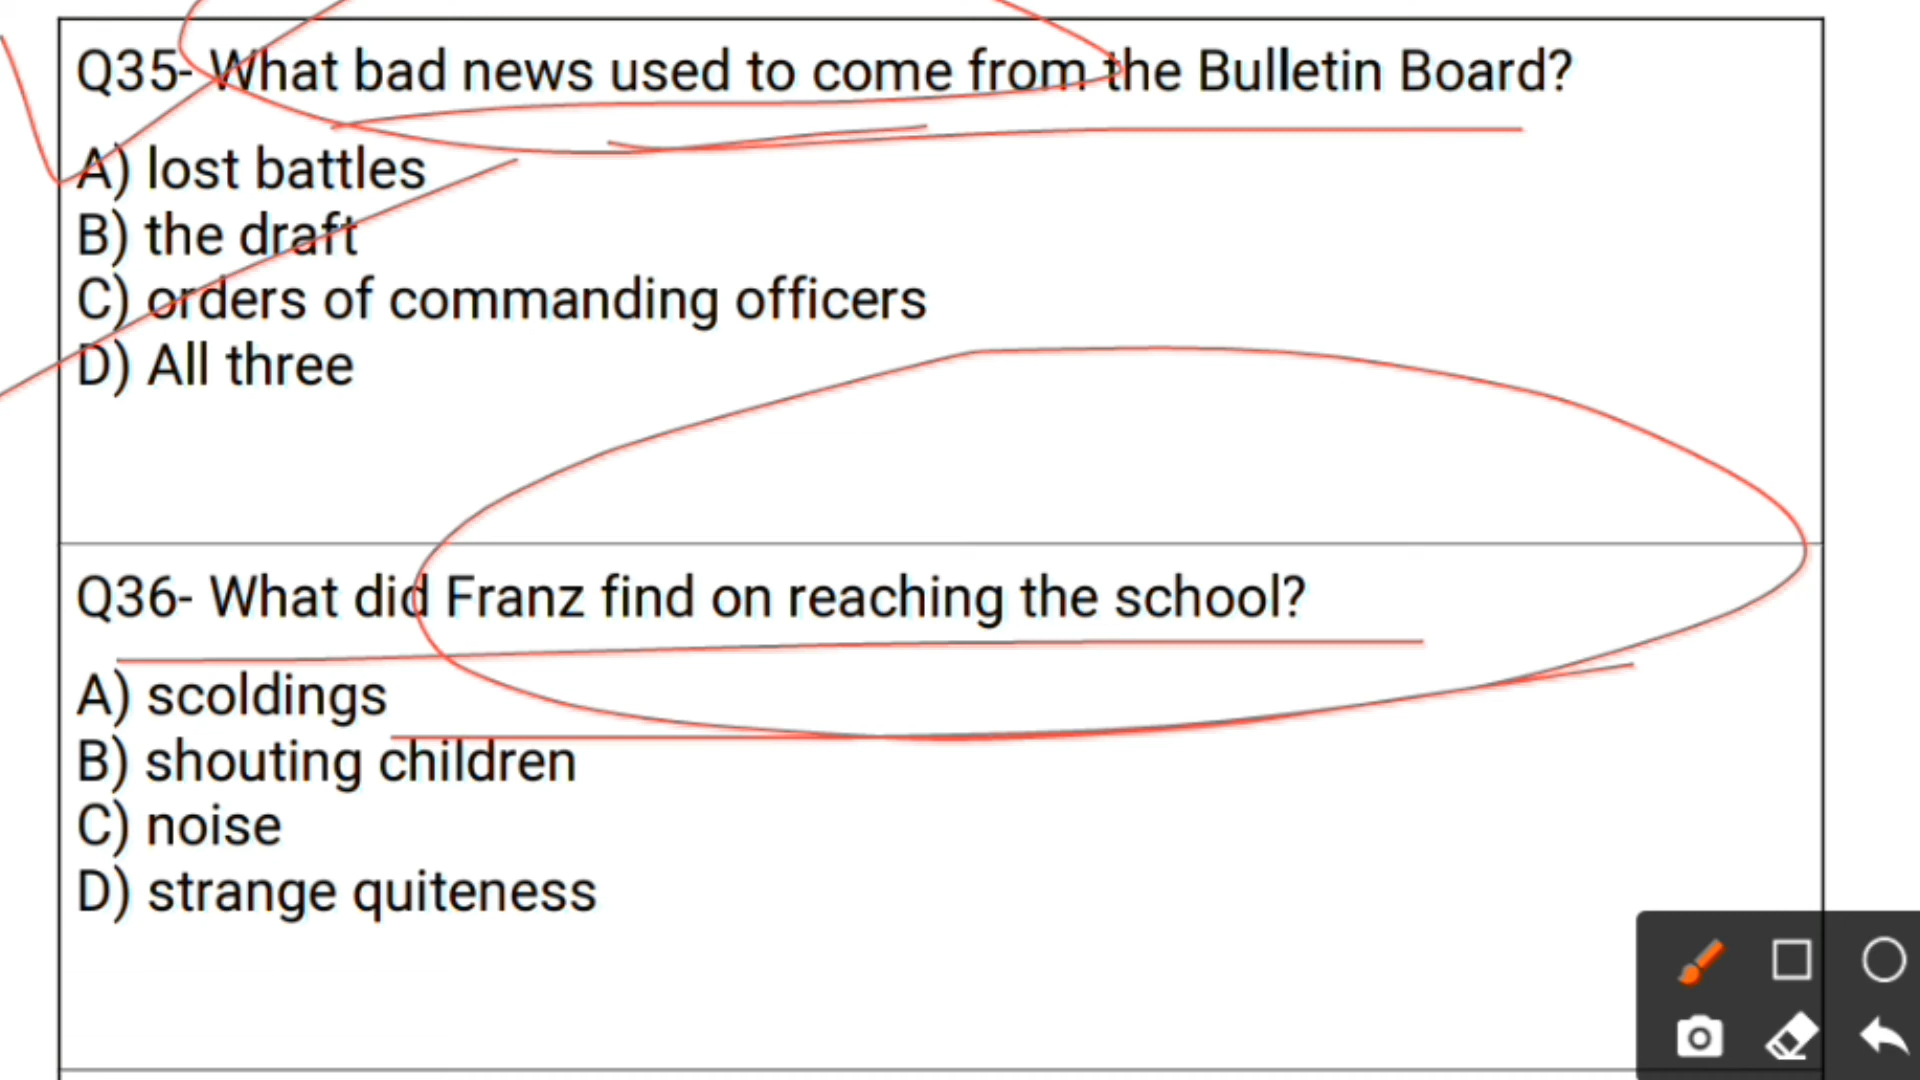 Q35- What bad news used to come from the Bulletin Board?
A) lost battles
B) the draft
C) orders of commanding officers
D) All three
Q36- What did Franz find on reaching the school?
A) scoldings
B) shouting children
C) noise
D) strange quiteness